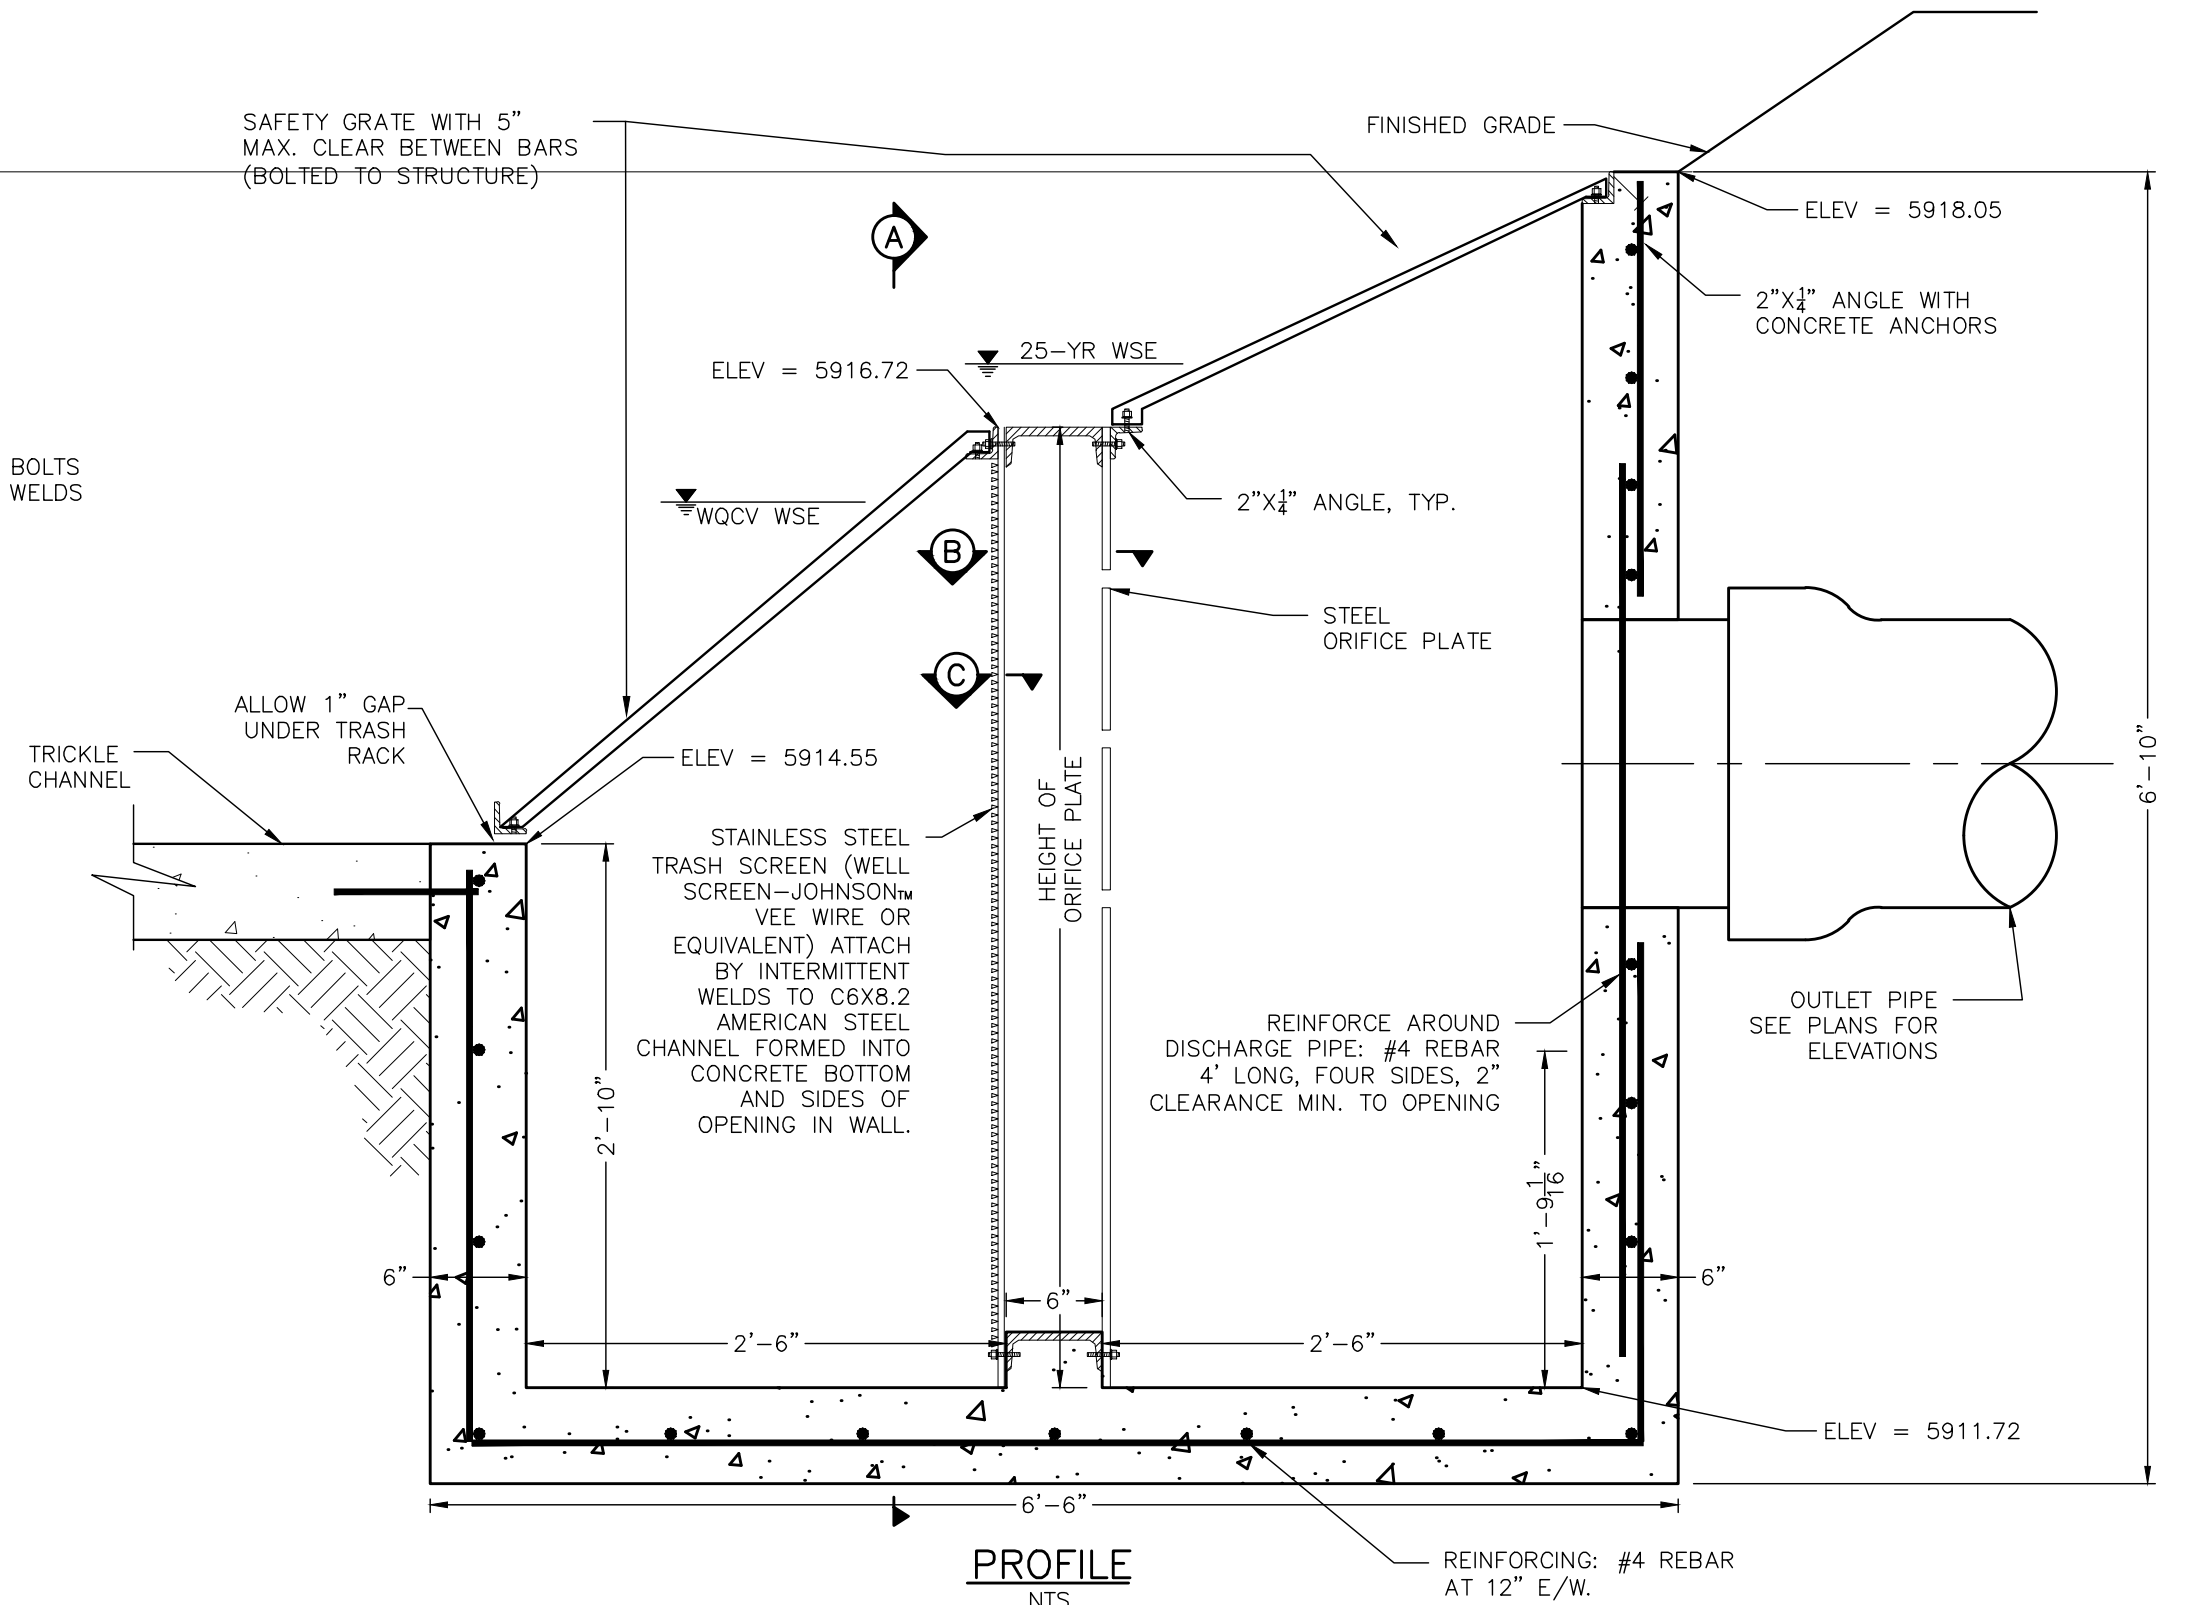 SAFETY GRATE WITH 5"
MAX. CLEAR BETWEEN BARS
(BOLTED TO STRUCTURE)
FINISHED GRADE
A
ELEV = 5918.05
2"X1/4" ANGLE WITH
CONCRETE ANCHORS
25-YR WSE
ELEV = 5916.72
BOLTS
WELDS
WQCV WSE
2"X1/4" ANGLE, TYP.
B
STEEL
ORIFICE PLATE
C
ALLOW 1" GAP
UNDER TRASH
RACK
TRICKLE
CHANNEL
ELEV = 5914.55
6'-10"
HEIGHT OF
ORIFICE PLATE
STAINLESS STEEL
TRASH SCREEN (WELL
SCREEN-JOHNSON™
VEE WIRE OR
EQUIVALENT) ATTACH
BY INTERMITTENT
WELDS TO C6X8.2
AMERICAN STEEL
CHANNEL FORMED INTO
CONCRETE BOTTOM
AND SIDES OF
OPENING IN WALL.
REINFORCE AROUND
DISCHARGE PIPE: #4 REBAR
4' LONG, FOUR SIDES, 2"
CLEARANCE MIN. TO OPENING
OUTLET PIPE
SEE PLANS FOR
ELEVATIONS
2'-10"
1'-9 1/16"
6"
6"
6"
2'-6"
2'-6"
ELEV = 5911.72
6'-6"
PROFILE
NTS
REINFORCING: #4 REBAR
AT 12" E/W.